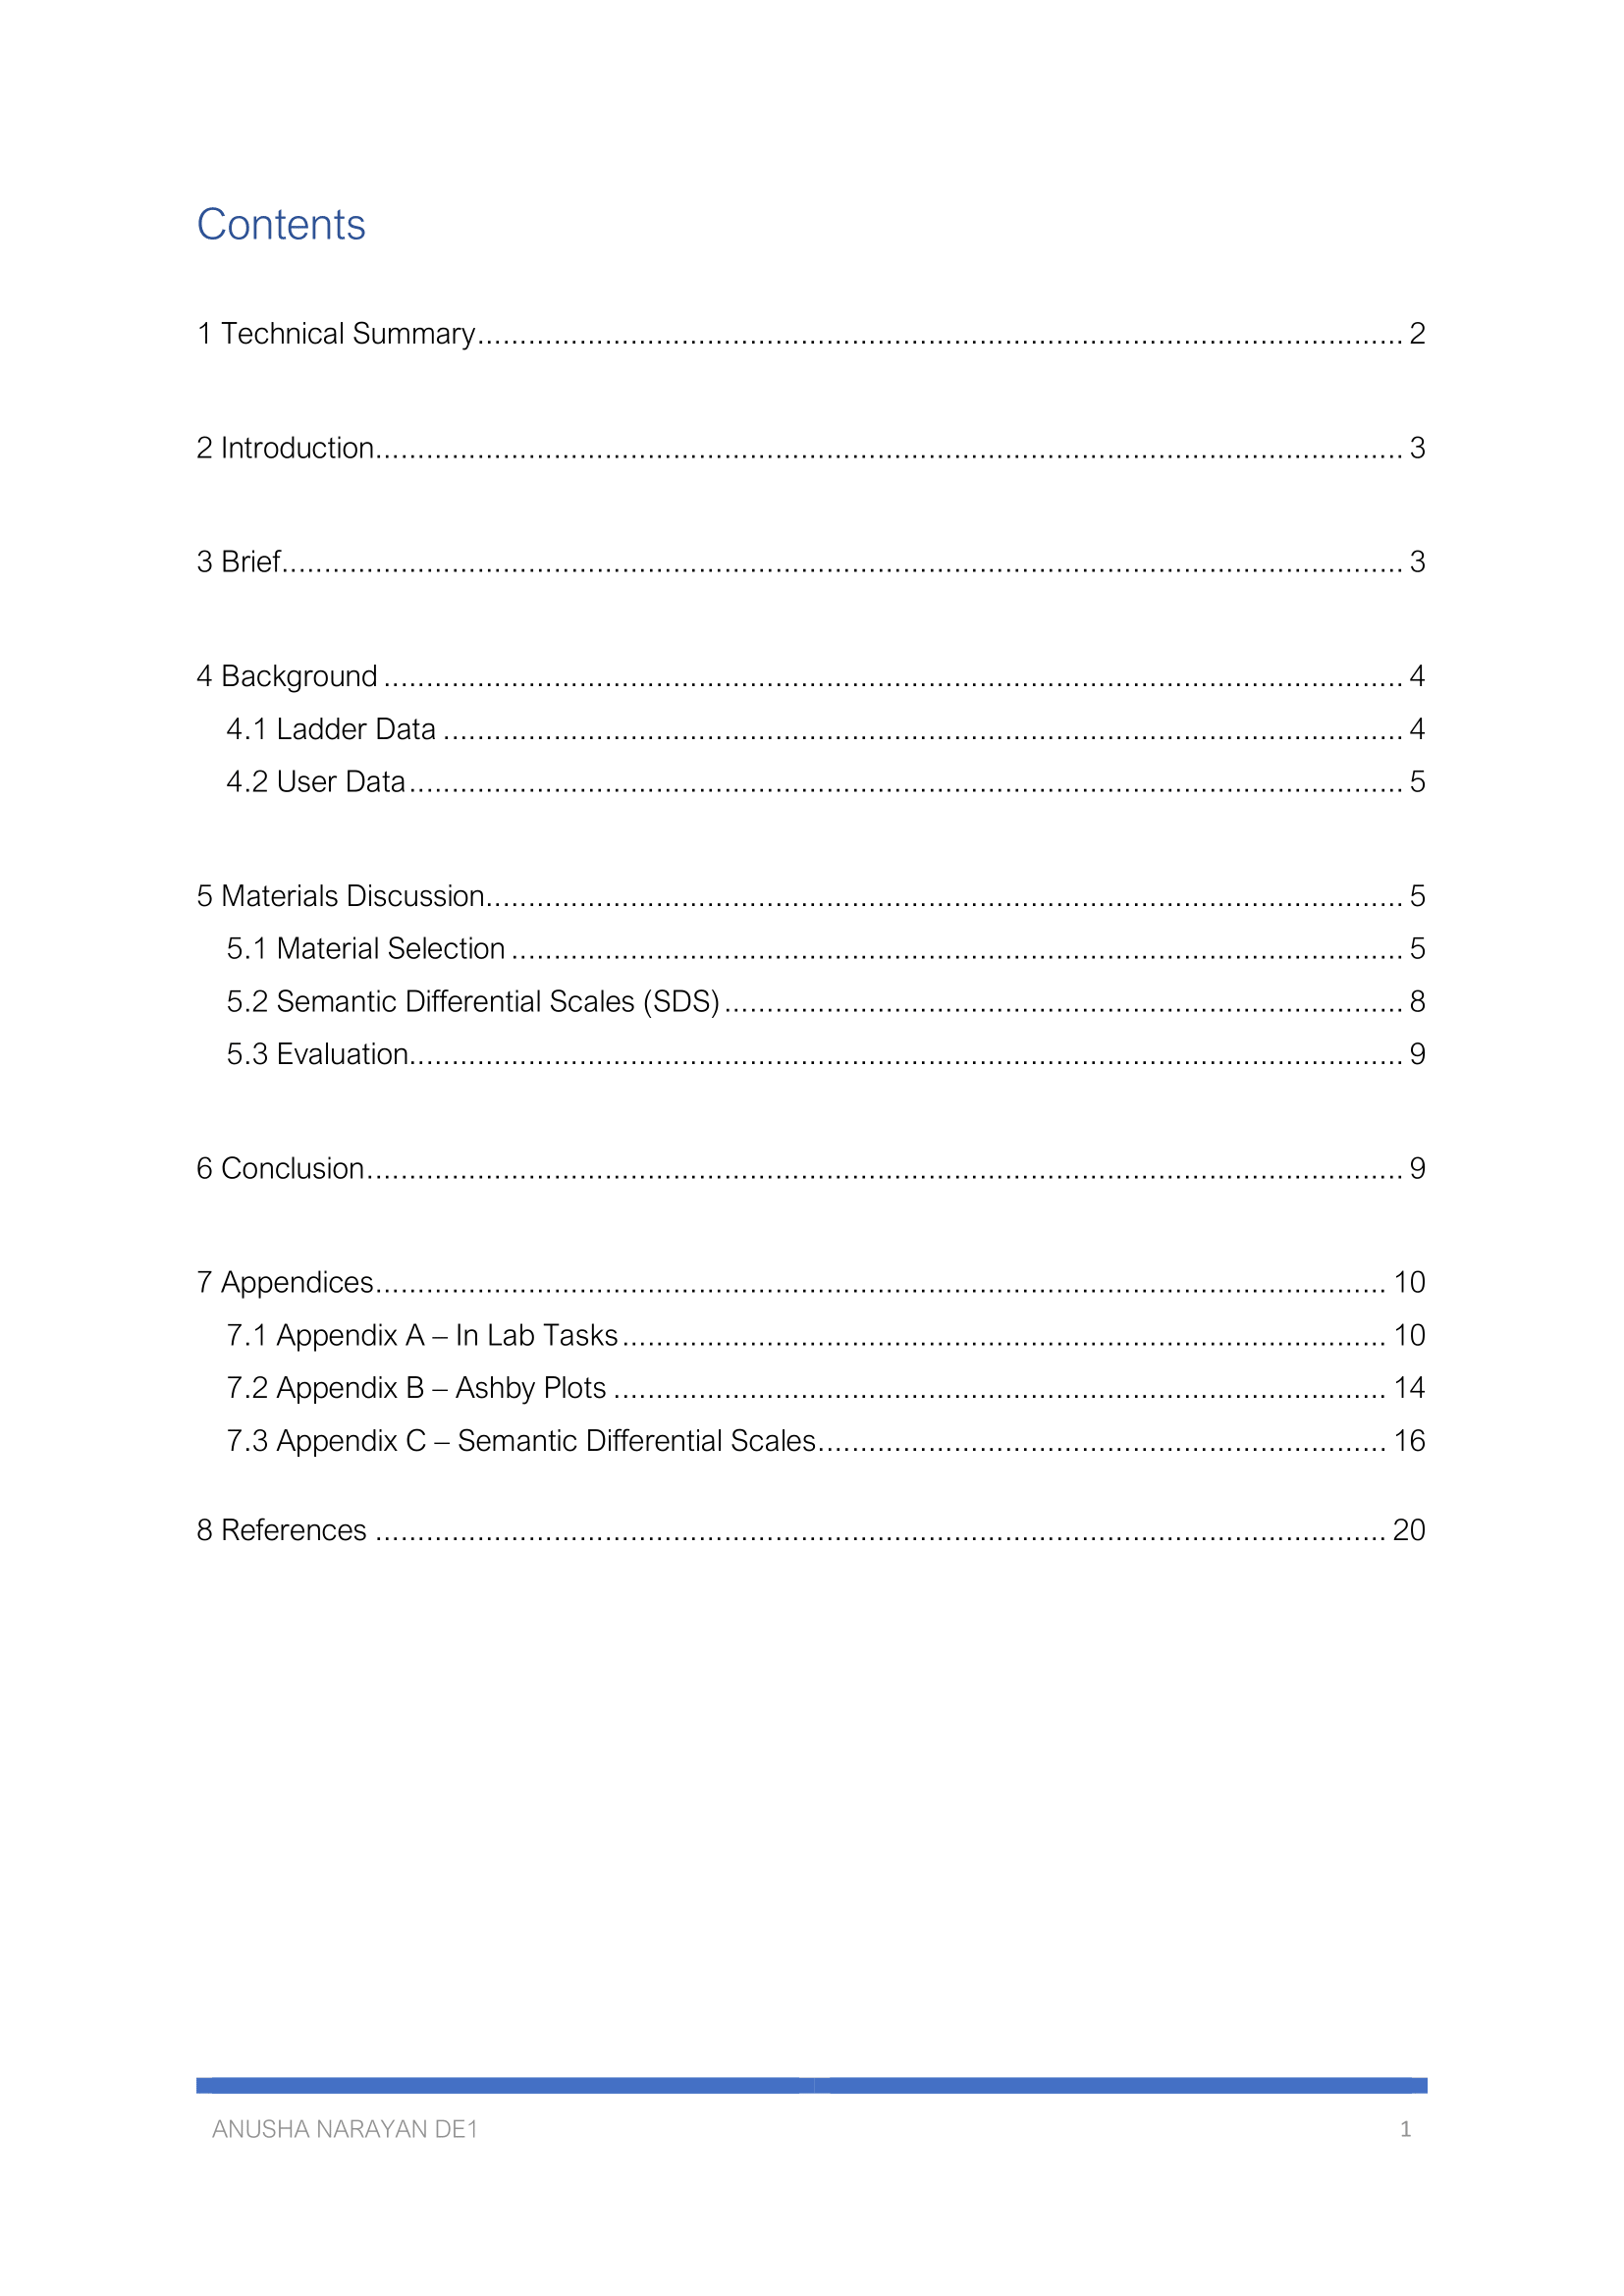 Contents
1 Technical Summary........................................................................................................... 2
2 Introduction....................................................................................................................... 3
3 Brief.................................................................................................................................. 3
4 Background ...................................................................................................................... 4
4.1 Ladder Data ................................................................................................................ 4
4.2 User Data.................................................................................................................... 5
5 Materials Discussion.......................................................................................................... 5
5.1 Material Selection ....................................................................................................... 5
5.2 Semantic Differential Scales (SDS)............................................................................... 8
5.3 Evaluation................................................................................................................... 9
6 Conclusion........................................................................................................................ 9
7 Appendices..................................................................................................................... 10
7.1 Appendix A – In Lab Tasks......................................................................................... 10
7.2 Appendix B – Ashby Plots .......................................................................................... 14
7.3 Appendix C – Semantic Differential Scales.................................................................. 16
8 References ..................................................................................................................... 20
ANUSHA NARAYAN DE1
1